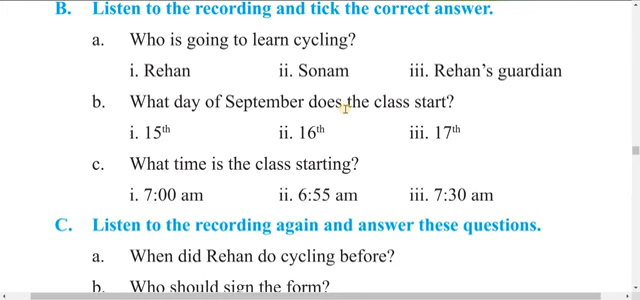 B. Listen to the recording and tick the correct answer.
a. Who is going to learn cycling?
i. Rehan ii. Sonam iii. Rehan's guardian
b. What day of September does the class start?
i. 15th ii. 16th iii. 17th
c. What time is the class starting?
i. 7:00 am ii. 6:55 am iii. 7:30 am
C. Listen to the recording again and answer these questions.
a. When did Rehan do cycling before?
b. Who should sign the form?